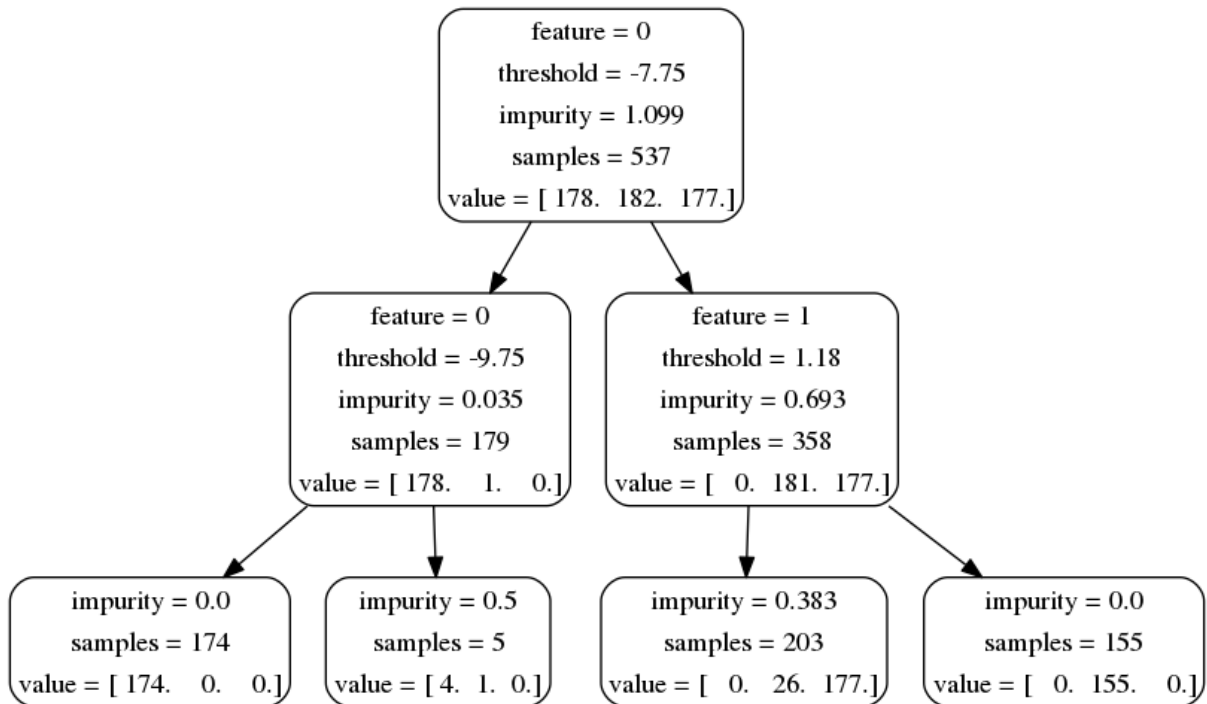 feature = 0
threshold = -7.75
impurity = 1.099
samples = 537
value = [ 178.  182.  177.]
feature = 0
threshold = -9.75
impurity = 0.035
samples = 179
value = [ 178.    1.    0.]
feature = 1
threshold = 1.18
impurity = 0.693
samples = 358
value = [   0.  181.  177.]
impurity = 0.0
samples = 174
value = [ 174.    0.    0.]
impurity = 0.5
samples = 5
value = [ 4.  1.  0.]
impurity = 0.383
samples = 203
value = [   0.   26.  177.]
impurity = 0.0
samples = 155
value = [   0.  155.    0.]